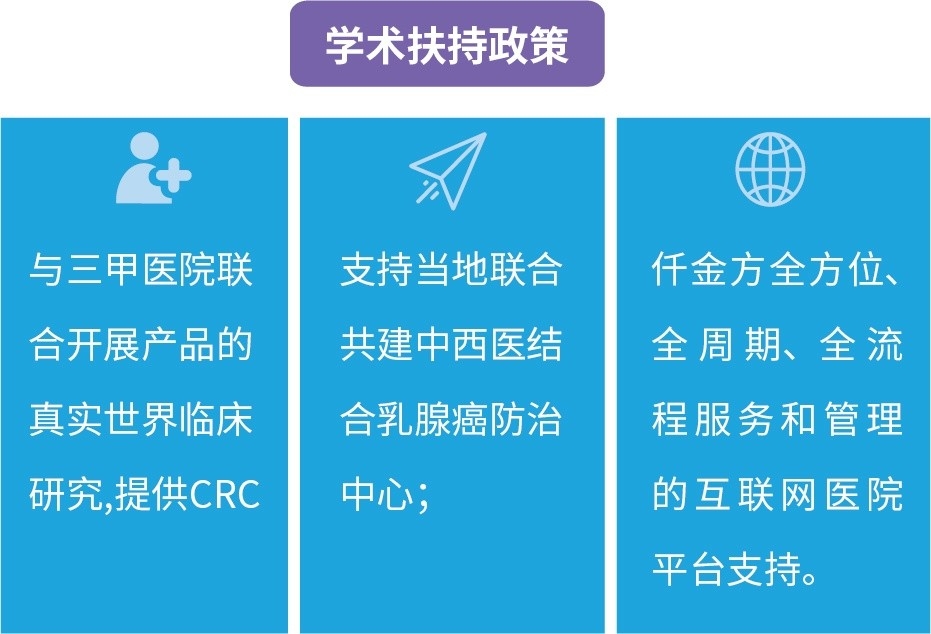 学术扶持政策
与三甲医院联
合开展产品的
真实世界临床
研究,提供CRC
支持当地联合
共建中西医结
合乳腺癌防治
中心；
仟金方全方位、
全周期、全流
程服务和管理
的互联网医院
平台支持。